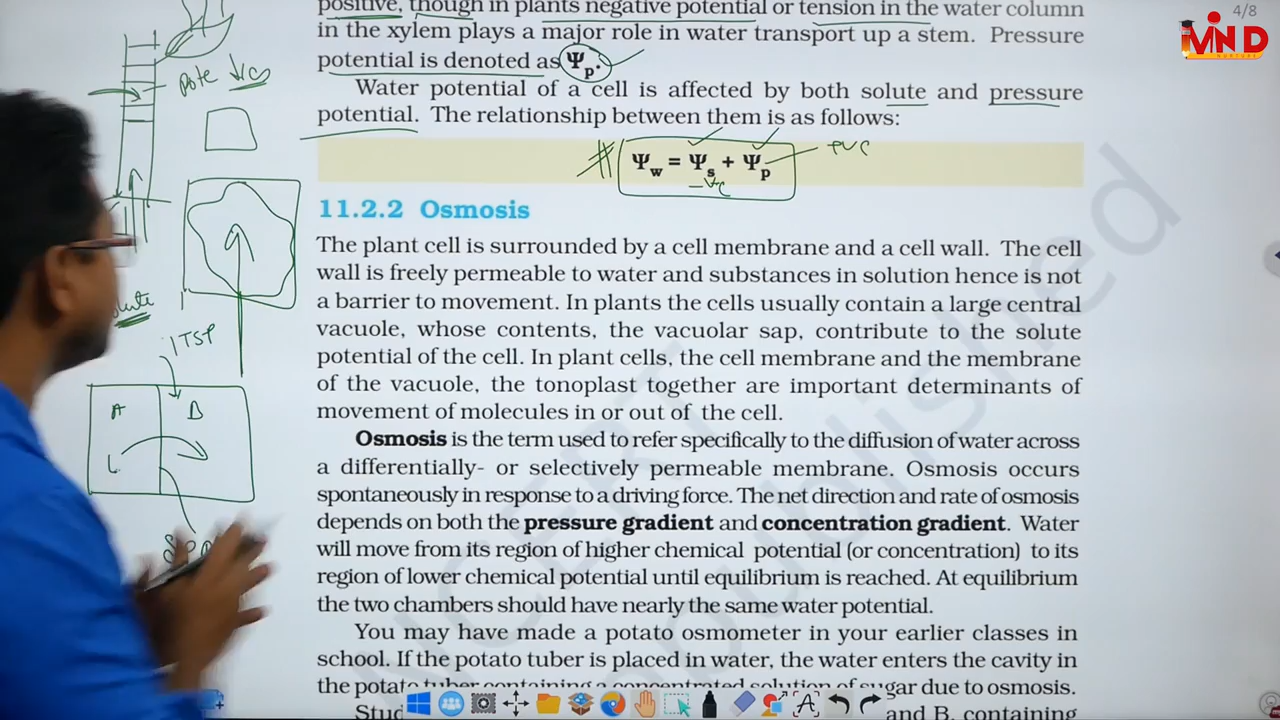 positive, though in plants negative potential or tension in the water column
in the xylem plays a major role in water transport up a stem. Pressure
potential is denoted as Ψp.
Water potential of a cell is affected by both solute and pressure
potential. The relationship between them is as follows:
Ψw = Ψs + Ψp
+ve
-ve
11.2.2 Osmosis
The plant cell is surrounded by a cell membrane and a cell wall. The cell
wall is freely permeable to water and substances in solution hence is not
a barrier to movement. In plants the cells usually contain a large central
vacuole, whose contents, the vacuolar sap, contribute to the solute
potential of the cell. In plant cells, the cell membrane and the membrane
of the vacuole, the tonoplast together are important determinants of
movement of molecules in or out of the cell.
Osmosis is the term used to refer specifically to the diffusion of water across
a differentially- or selectively permeable membrane. Osmosis occurs
spontaneously in response to a driving force. The net direction and rate of osmosis
depends on both the pressure gradient and concentration gradient. Water
will move from its region of higher chemical potential (or concentration) to its
region of lower chemical potential until equilibrium is reached. At equilibrium
the two chambers should have nearly the same water potential.
You may have made a potato osmometer in your earlier classes in
school. If the potato tuber is placed in water, the water enters the cavity in
the potato tuber containing a concentrated solution of sugar due to osmosis.
Stud
and B, containing
TSP
A B
4/8
MIND
NURTURE
NCERT
published